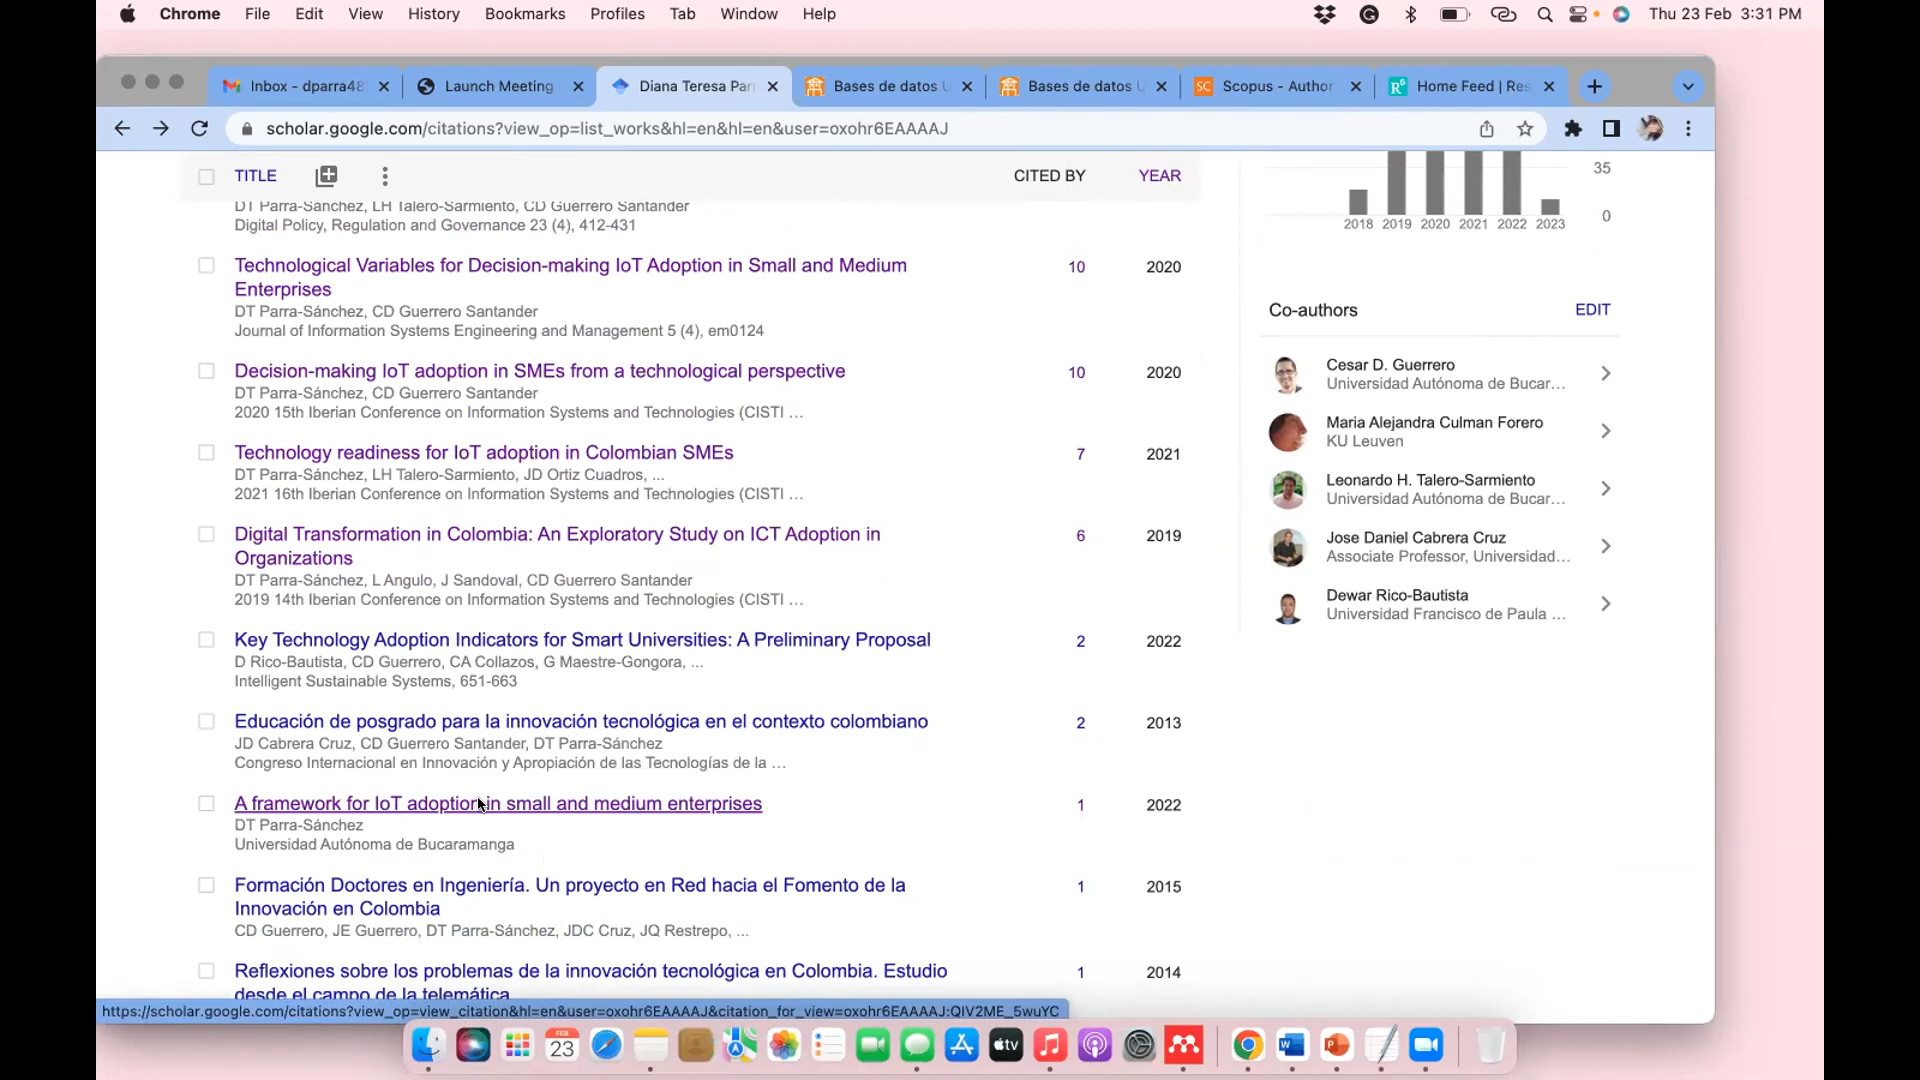 Chrome File Edit View History Bookmarks Profiles Tab Window Help Thu 23 Feb 3:31 PM
Inbox - dparra48 Launch Meeting Diana Teresa Par Bases de datos U Bases de datos U SC Scopus - Author Home Feed | Res
scholar.google.com/citations?view_op=list_works&hl=en&hl=en&user=oxohr6EAAAAJ
TITLE CITED BY YEAR
DT Parra-Sánchez, LH Talero-Sarmiento, CD Guerrero Santander
Digital Policy, Regulation and Governance 23 (4), 412-431
Technological Variables for Decision-making IoT Adoption in Small and Medium 10 2020
Enterprises
DT Parra-Sánchez, CD Guerrero Santander
Journal of Information Systems Engineering and Management 5 (4), em0124
Decision-making IoT adoption in SMEs from a technological perspective 10 2020
DT Parra-Sánchez, CD Guerrero Santander
2020 15th Iberian Conference on Information Systems and Technologies (CISTI …
Technology readiness for IoT adoption in Colombian SMEs 7 2021
DT Parra-Sánchez, LH Talero-Sarmiento, JD Ortiz Cuadros, ...
2021 16th Iberian Conference on Information Systems and Technologies (CISTI …
Digital Transformation in Colombia: An Exploratory Study on ICT Adoption in 6 2019
Organizations
DT Parra-Sánchez, L Angulo, J Sandoval, CD Guerrero Santander
2019 14th Iberian Conference on Information Systems and Technologies (CISTI …
Key Technology Adoption Indicators for Smart Universities: A Preliminary Proposal 2 2022
D Rico-Bautista, CD Guerrero, CA Collazos, G Maestre-Gongora, ...
Intelligent Sustainable Systems, 651-663
Educación de posgrado para la innovación tecnológica en el contexto colombiano 2 2013
JD Cabrera Cruz, CD Guerrero Santander, DT Parra-Sánchez
Congreso Internacional en Innovación y Apropiación de las Tecnologías de la …
A framework for IoT adoption in small and medium enterprises 1 2022
DT Parra-Sánchez
Universidad Autónoma de Bucaramanga
Formación Doctores en Ingeniería. Un proyecto en Red hacia el Fomento de la 1 2015
Innovación en Colombia
CD Guerrero, JE Guerrero, DT Parra-Sánchez, JDC Cruz, JQ Restrepo, ...
Reflexiones sobre los problemas de la innovación tecnológica en Colombia. Estudio 1 2014
desde el campo de la telemática
35
0
2018 2019 2020 2021 2022 2023
Co-authors EDIT
Cesar D. Guerrero
Universidad Autónoma de Bucar...
Maria Alejandra Culman Forero
KU Leuven
Leonardo H. Talero-Sarmiento
Universidad Autónoma de Bucar...
Jose Daniel Cabrera Cruz
Associate Professor, Universidad...
Dewar Rico-Bautista
Universidad Francisco de Paula ...
https://scholar.google.com/citations?view_op=view_citation&hl=en&user=oxohr6EAAAAJ&citation_for_view=oxohr6EAAAAJ:QIV2ME_5wuYC
FEB
23
tv